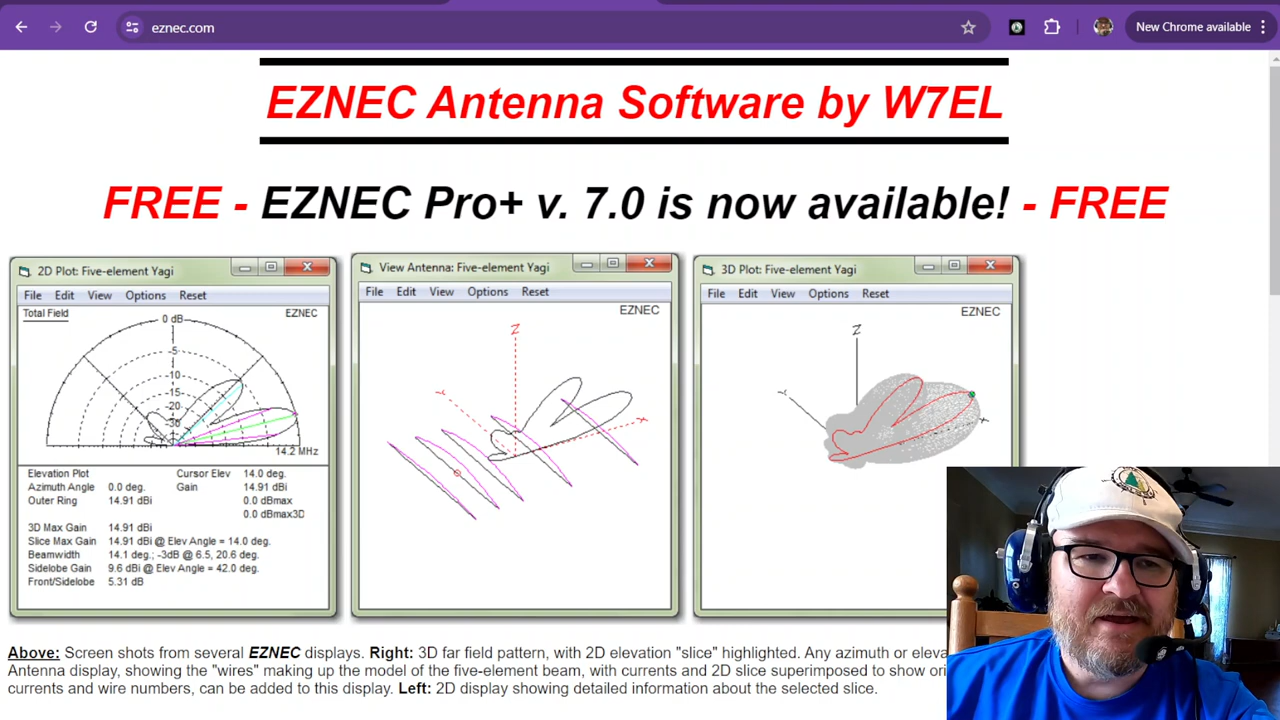 eznec.com
New Chrome available
EZNEC Antenna Software by W7EL
FREE - EZNEC Pro+ v. 7.0 is now available! - FREE
2D Plot: Five-element Yagi
File Edit View Options Reset
Total Field
0 dB
EZNEC
-5
-10
-15
-20
-30
14.2 MHz
Elevation Plot
Azimuth Angle 0.0 deg.
Outer Ring 14.91 dBi
Cursor Elev 14.0 deg.
Gain 14.91 dBi
0.0 dBmax
0.0 dBmax3D
3D Max Gain 14.91 dBi
Slice Max Gain 14.91 dBi @ Elev Angle = 14.0 deg.
Beamwidth 14.1 deg.; -3dB @ 6.5, 20.6 deg.
Sidelobe Gain 9.6 dBi @ Elev Angle = 42.0 deg.
Front/Sidelobe 5.31 dB
View Antenna: Five-element Yagi
File Edit View Options Reset
EZNEC
Z
Y
X
3D Plot: Five-element Yagi
File Edit View Options Reset
EZNEC
Z
Y
X
Above: Screen shots from several EZNEC displays. Right: 3D far field pattern, with 2D elevation "slice" highlighted. Any azimuth or
Antenna display, showing the "wires" making up the model of the five-element beam, with currents and 2D slice superimposed to show
currents and wire numbers, can be added to this display. Left: 2D display showing detailed information about the selected slice.